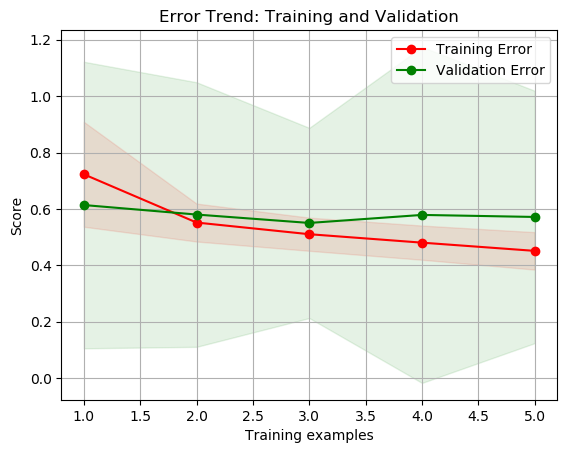 Error Trend: Training and Validation
1.2
1.0
0.8
0.6
0.4
0.2
0.0
Score
Training Error
Validation Error
1.0 1.5 2.0 2.5 3.0 3.5 4.0 4.5 5.0
Training examples